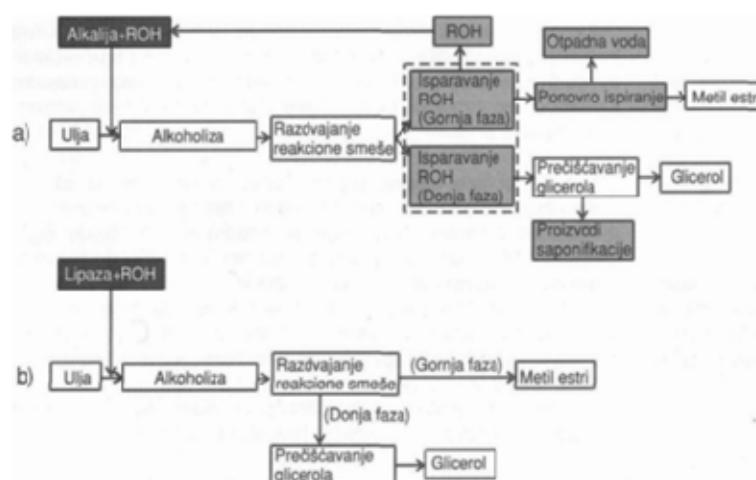 Alkalija+ROH
ROH
Otpadna voda
Isparavanje
ROH
(Gornja faza)
Ponovno ispiranje
Metil estri
a)
Ulja
Alkoholiza
Razdvajanje
reakcione smeše
Isparavanje
ROH
(Donja faza)
Prečišćavanje
glicerola
Glicerol
Proizvodi
saponifkacije
Lipaza+ROH
b)
Ulja
Alkoholiza
Razdvajanje
reakcione smeše
(Gornja faza)
Metil estri
(Donja faza)
Prečišćavanje
glicerola
Glicerol